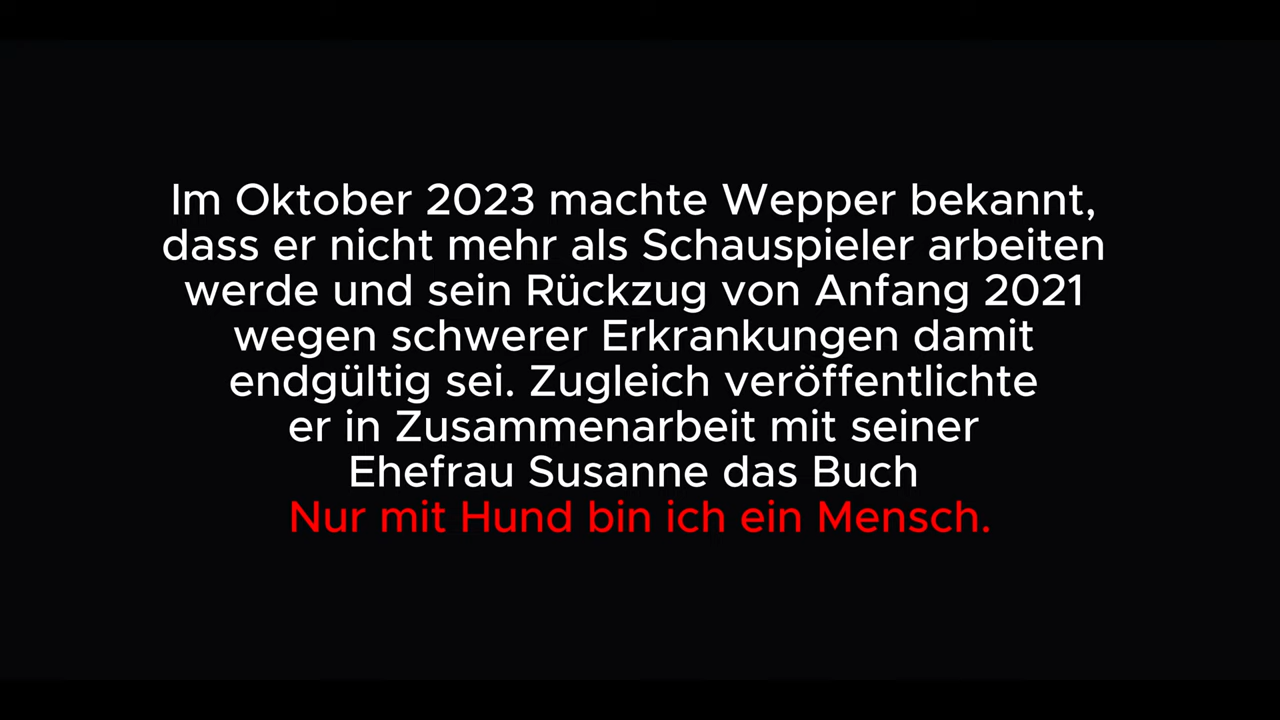 Im Oktober 2023 machte Wepper bekannt,
dass er nicht mehr als Schauspieler arbeiten
werde und sein Rückzug von Anfang 2021
wegen schwerer Erkrankungen damit
endgültig sei. Zugleich veröffentlichte
er in Zusammenarbeit mit seiner
Ehefrau Susanne das Buch
Nur mit Hund bin ich ein Mensch.